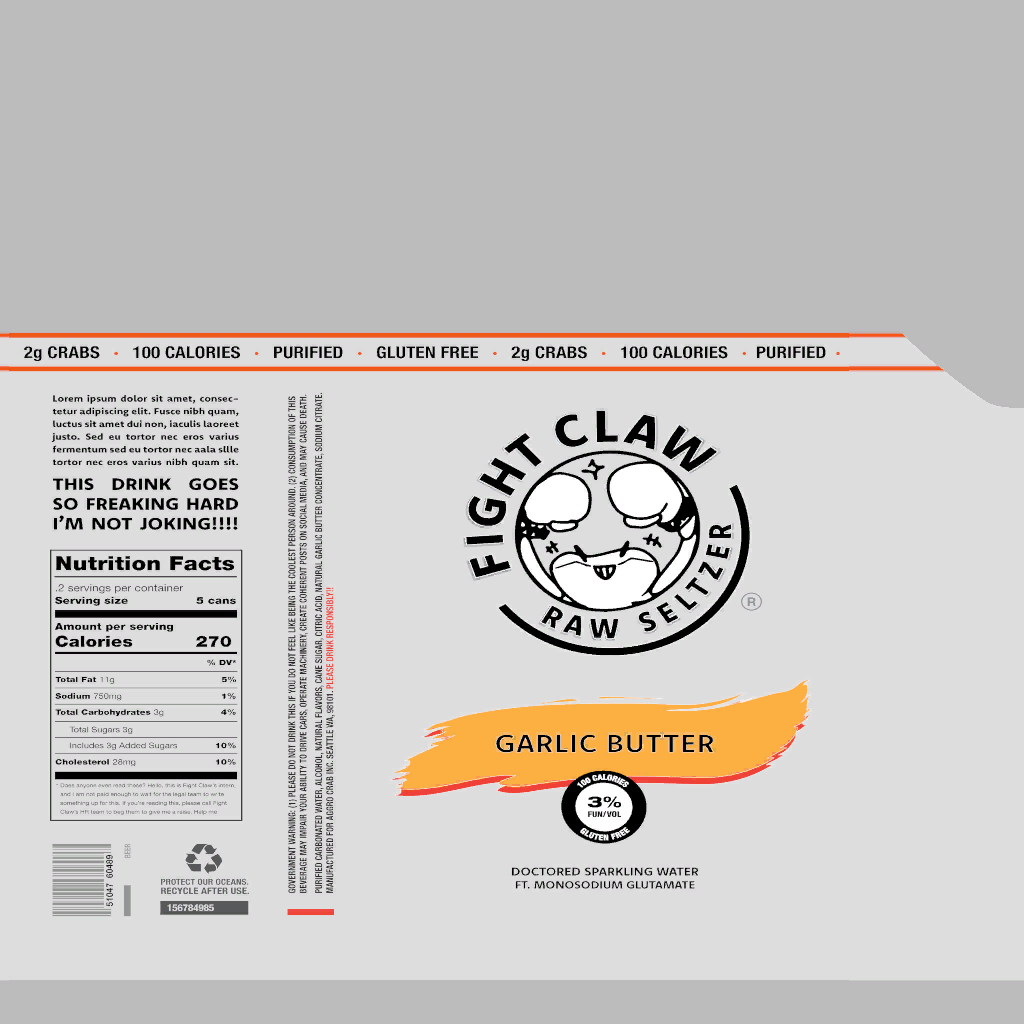 2g CRABS · 100 CALORIES · PURIFIED · GLUTEN FREE · 2g CRABS · 100 CALORIES · PURIFIED ·
Lorem ipsum dolor sit amet, consec-
tetur adipiscing elit. Fusce nibh quam,
luctus sit amet dui non, iaculis laoreet
justo. Sed eu tortor nec eros varius
fermentum sed eu tortor nec aala sllle
tortor nec eros varius nibh quam sit.
THIS DRINK GOES
SO FREAKING HARD
I'M NOT JOKING!!!!
Nutrition Facts
.2 servings per container
Serving size 5 cans
Amount per serving
Calories 270
% DV*
Total Fat 11g 5%
Sodium 750mg 1%
Total Carbohydrates 3g 4%
Total Sugars 3g
Includes 3g Added Sugars 10%
Cholesterol 28mg 10%
* Does anyone even read these? Hello, this is Fight Claw's intern,
and I am not paid enough to wait for the legal team to write
something up for this. If you're reading this, please call Fight
Claw's HR team to beg them to give me a raise. Help me
51047 60489
BEER
PROTECT OUR OCEANS.
RECYCLE AFTER USE.
156784985
GOVERNMENT WARNING: (1) PLEASE DO NOT DRINK THIS IF YOU DO NOT FEEL LIKE BEING THE COOLEST PERSON AROUND. (2) CONSUMPTION OF THIS
BEVERAGE MAY IMPAIR YOUR ABILITY TO DRIVE CARS, OPERATE MACHINERY, CREATE COHERENT POSTS ON SOCIAL MEDIA, AND MAY CAUSE DEATH.
PURIFIED CARBONATED WATER, ALCOHOL, NATURAL FLAVORS, CANE SUGAR, CITRIC ACID, NATURAL GARLIC BUTTER CONCENTRATE, SODIUM CITRATE.
MANUFACTURED FOR AGGRO CRAB INC. SEATTLE WA, 98101. PLEASE DRINK RESPONSIBLY!!
FIGHT CLAW
RAW SELTZER
®
GARLIC BUTTER
100 CALORIES
3%
FUN/VOL
GLUTEN FREE
DOCTORED SPARKLING WATER
FT. MONOSODIUM GLUTAMATE